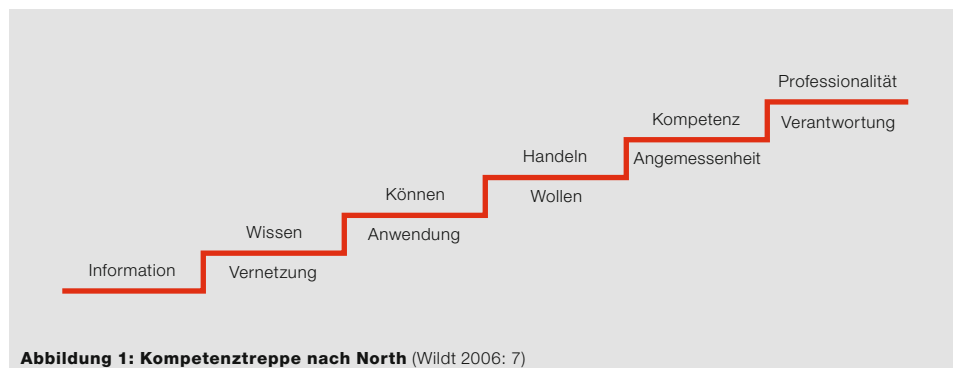 Professionalität
Kompetenz
Verantwortung
Handeln
Angemessenheit
Können
Wollen
Wissen
Anwendung
Information
Vernetzung
Abbildung 1: Kompetenztreppe nach North (Wildt 2006: 7)